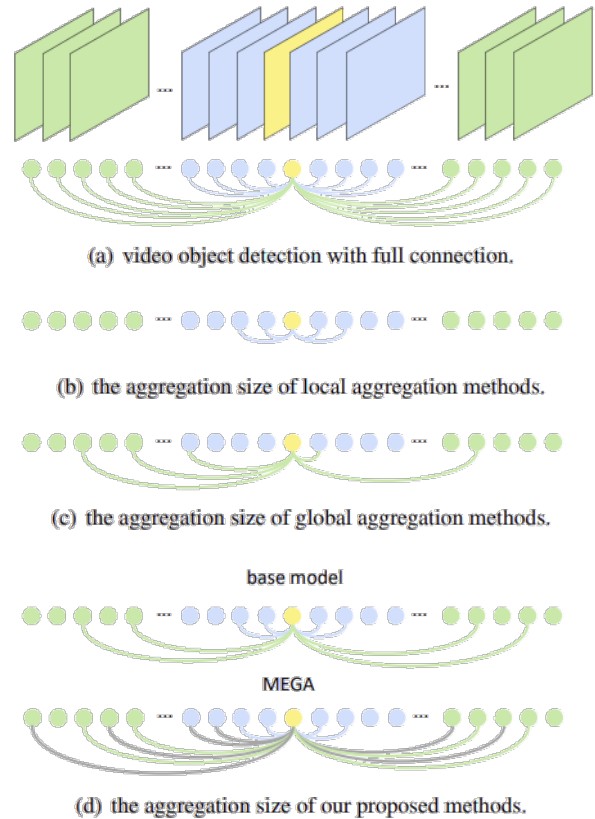 ...
...
... ...
(a) video object detection with full connection.
... ...
(b) the aggregation size of local aggregation methods.
... ...
(c) the aggregation size of global aggregation methods.
base model
... ...
MEGA
... ...
(d) the aggregation size of our proposed methods.